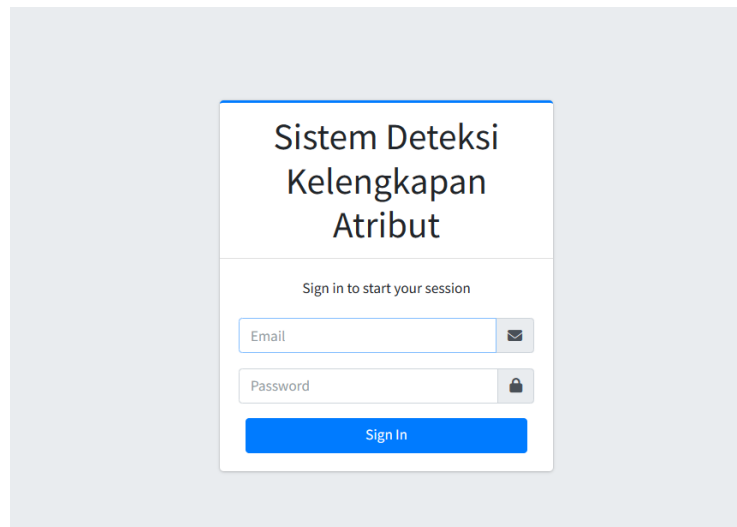 Sistem Deteksi
Kelengkapan
Atribut
Sign in to start your session
Email
Password
Sign In